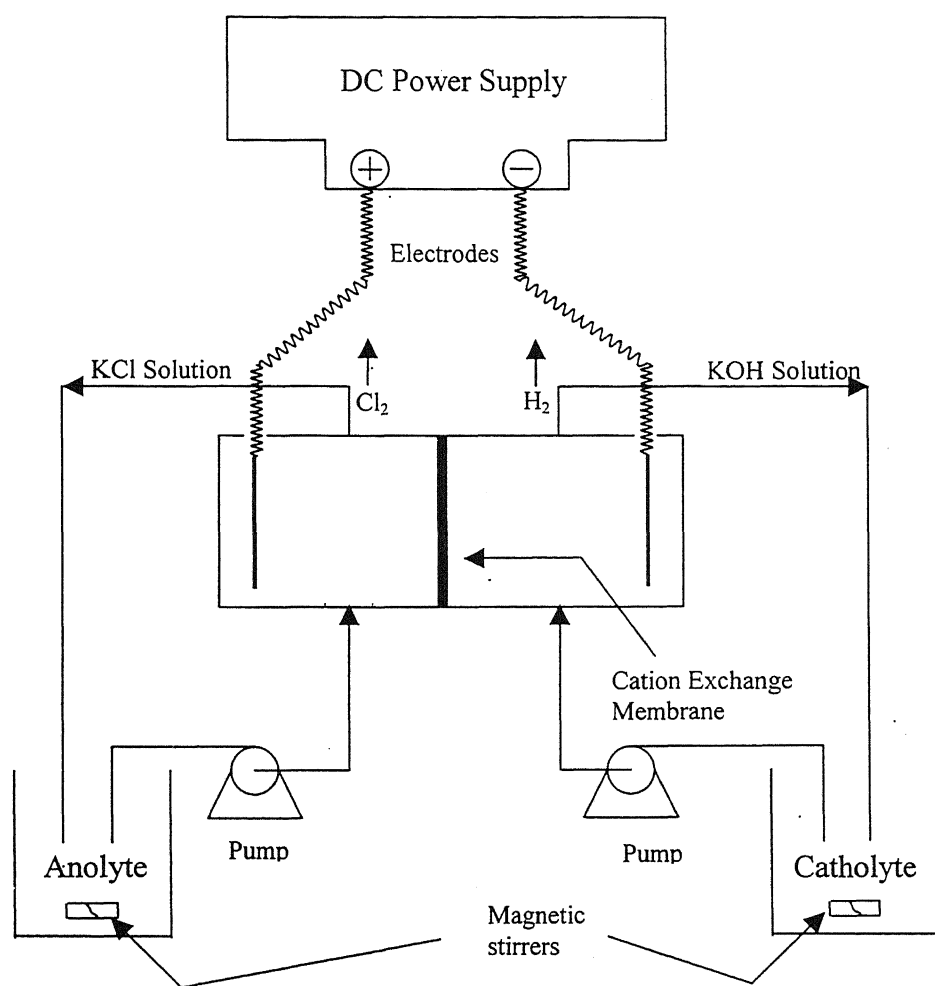 DC Power Supply
+
−
Electrodes
KCl Solution
Cl₂
H₂
KOH Solution
Cation Exchange
Membrane
Pump
Pump
Anolyte
Catholyte
Magnetic
stirrers